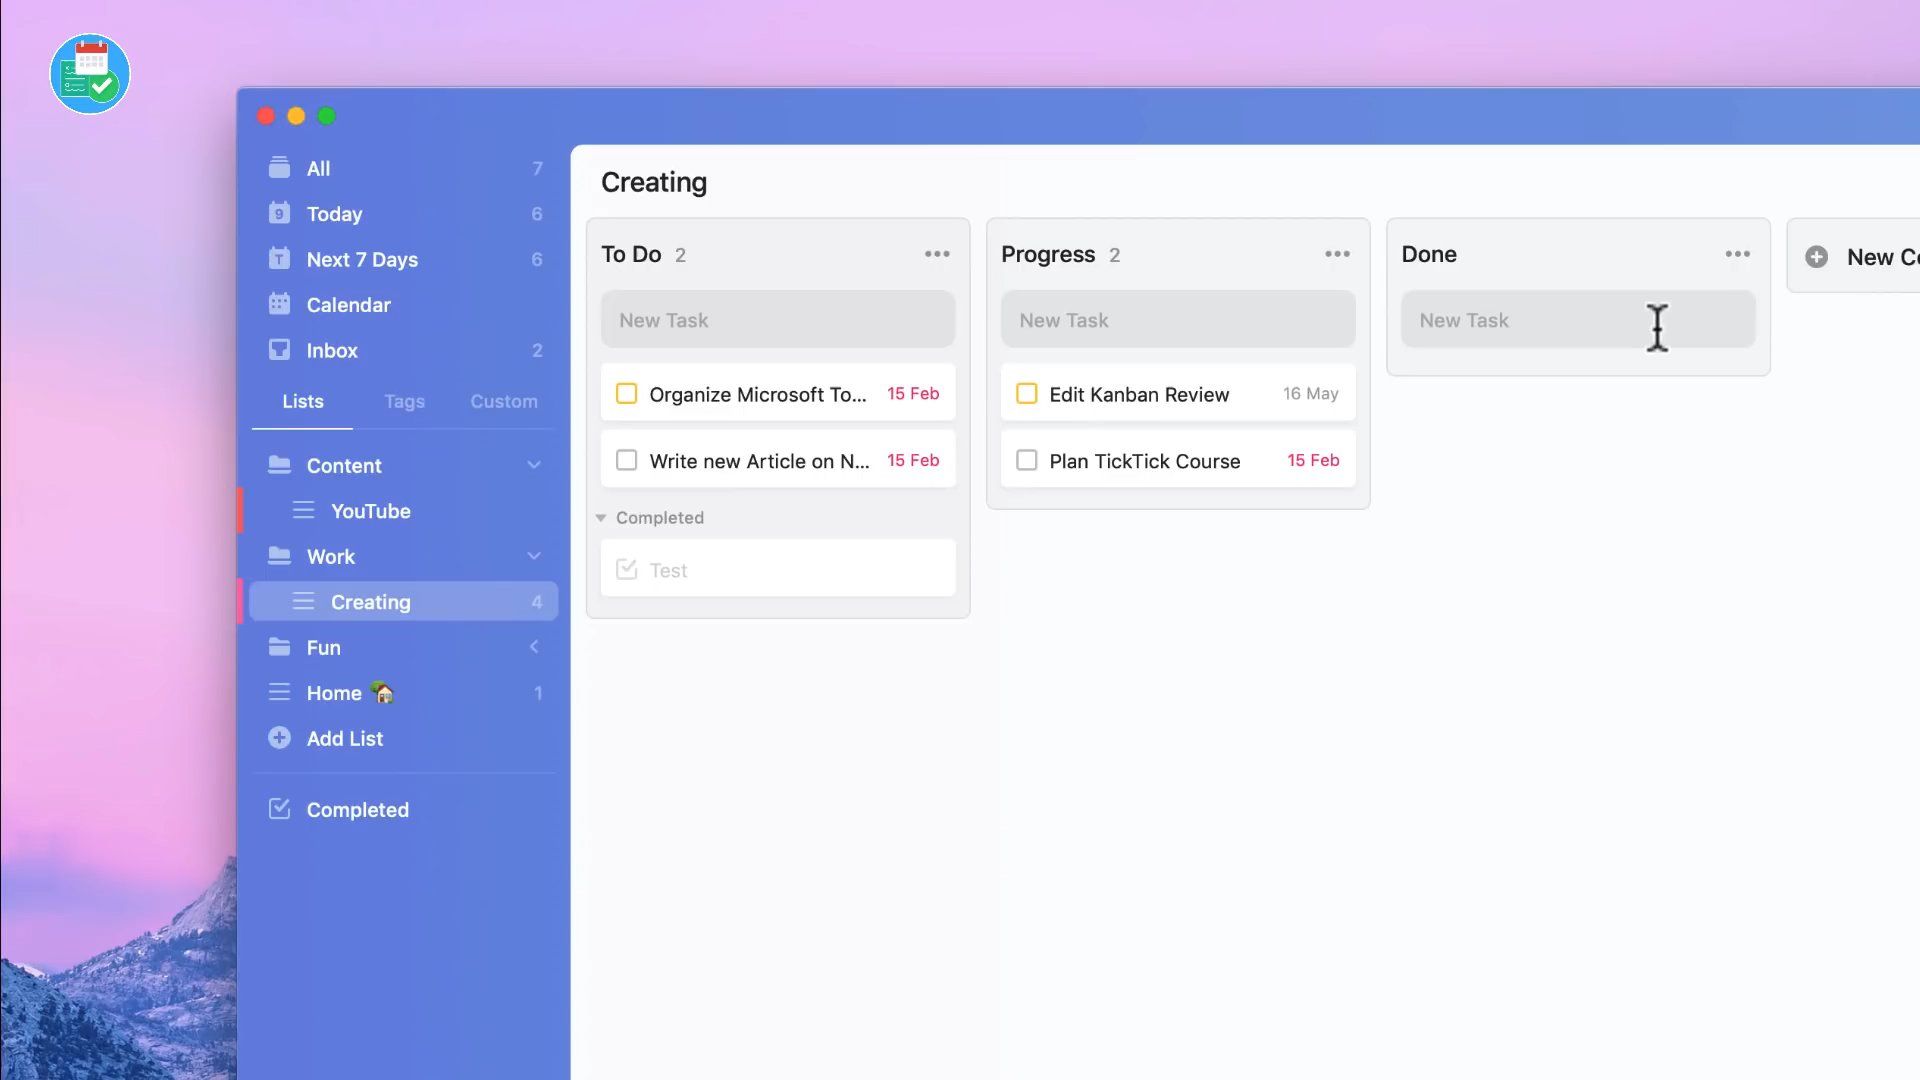 All 7
Today 6
Next 7 Days 6
Calendar
Inbox 2
Lists Tags Custom
Content
YouTube
Work
Creating 4
Fun
Home 1
Add List
Completed
Creating
To Do 2
New Task
Organize Microsoft To... 15 Feb
Write new Article on N... 15 Feb
Completed
Test
Progress 2
New Task
Edit Kanban Review 16 May
Plan TickTick Course 15 Feb
Done
New Task
New Co